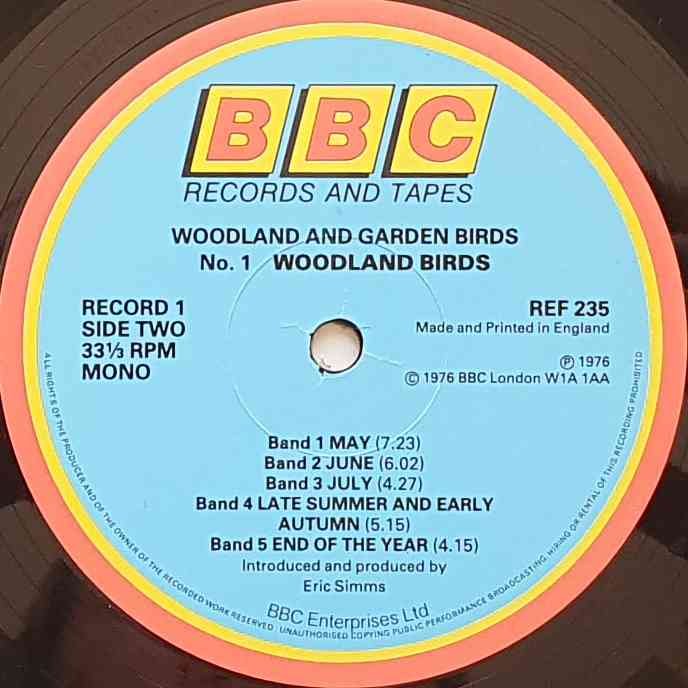 BBC
RECORDS AND TAPES
WOODLAND AND GARDEN BIRDS
No. 1 WOODLAND BIRDS
RECORD 1
SIDE TWO
33⅓ RPM
MONO
REF 235
Made and Printed in England
℗ 1976
© 1976 BBC London W1A 1AA
Band 1 MAY (7.23)
Band 2 JUNE (6.02)
Band 3 JULY (4.27)
Band 4 LATE SUMMER AND EARLY
AUTUMN (5.15)
Band 5 END OF THE YEAR (4.15)
Introduced and produced by
Eric Simms
BBC Enterprises Ltd
ALL RIGHTS OF THE PRODUCER AND OF THE OWNER OF THE RECORDED WORK RESERVED UNAUTHORISED COPYING PUBLIC PERFORMANCE BROADCASTING, HIRING OR RENTAL OF THIS RECORDING PROHIBITED